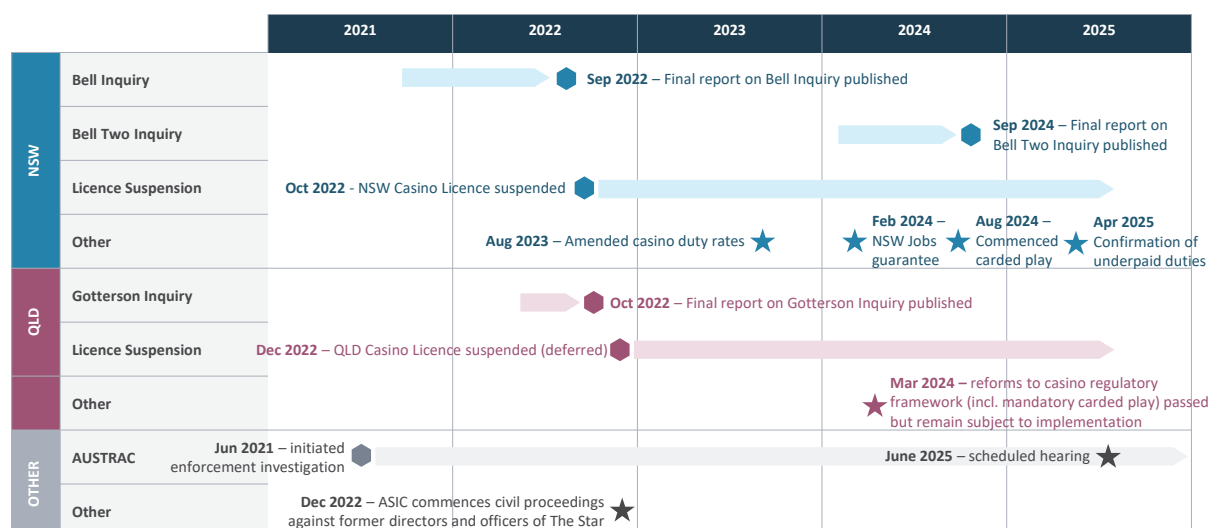 2021 2022 2023 2024 2025
NSW
Bell Inquiry
Sep 2022 – Final report on Bell Inquiry published
Bell Two Inquiry
Sep 2024 – Final report on
Bell Two Inquiry published
Licence Suspension
Oct 2022 - NSW Casino Licence suspended
Other
Aug 2023 – Amended casino duty rates
Feb 2024 –
NSW Jobs
guarantee
Aug 2024 –
Commenced
carded play
Apr 2025
Confirmation of
underpaid duties
QLD
Gotterson Inquiry
Oct 2022 – Final report on Gotterson Inquiry published
Licence Suspension
Dec 2022 – QLD Casino Licence suspended (deferred)
Other
Mar 2024 – reforms to casino regulatory
framework (incl. mandatory carded play) passed
but remain subject to implementation
OTHER
AUSTRAC
Jun 2021 – initiated
enforcement investigation
June 2025 – scheduled hearing
Other
Dec 2022 – ASIC commences civil proceedings
against former directors and officers of The Star